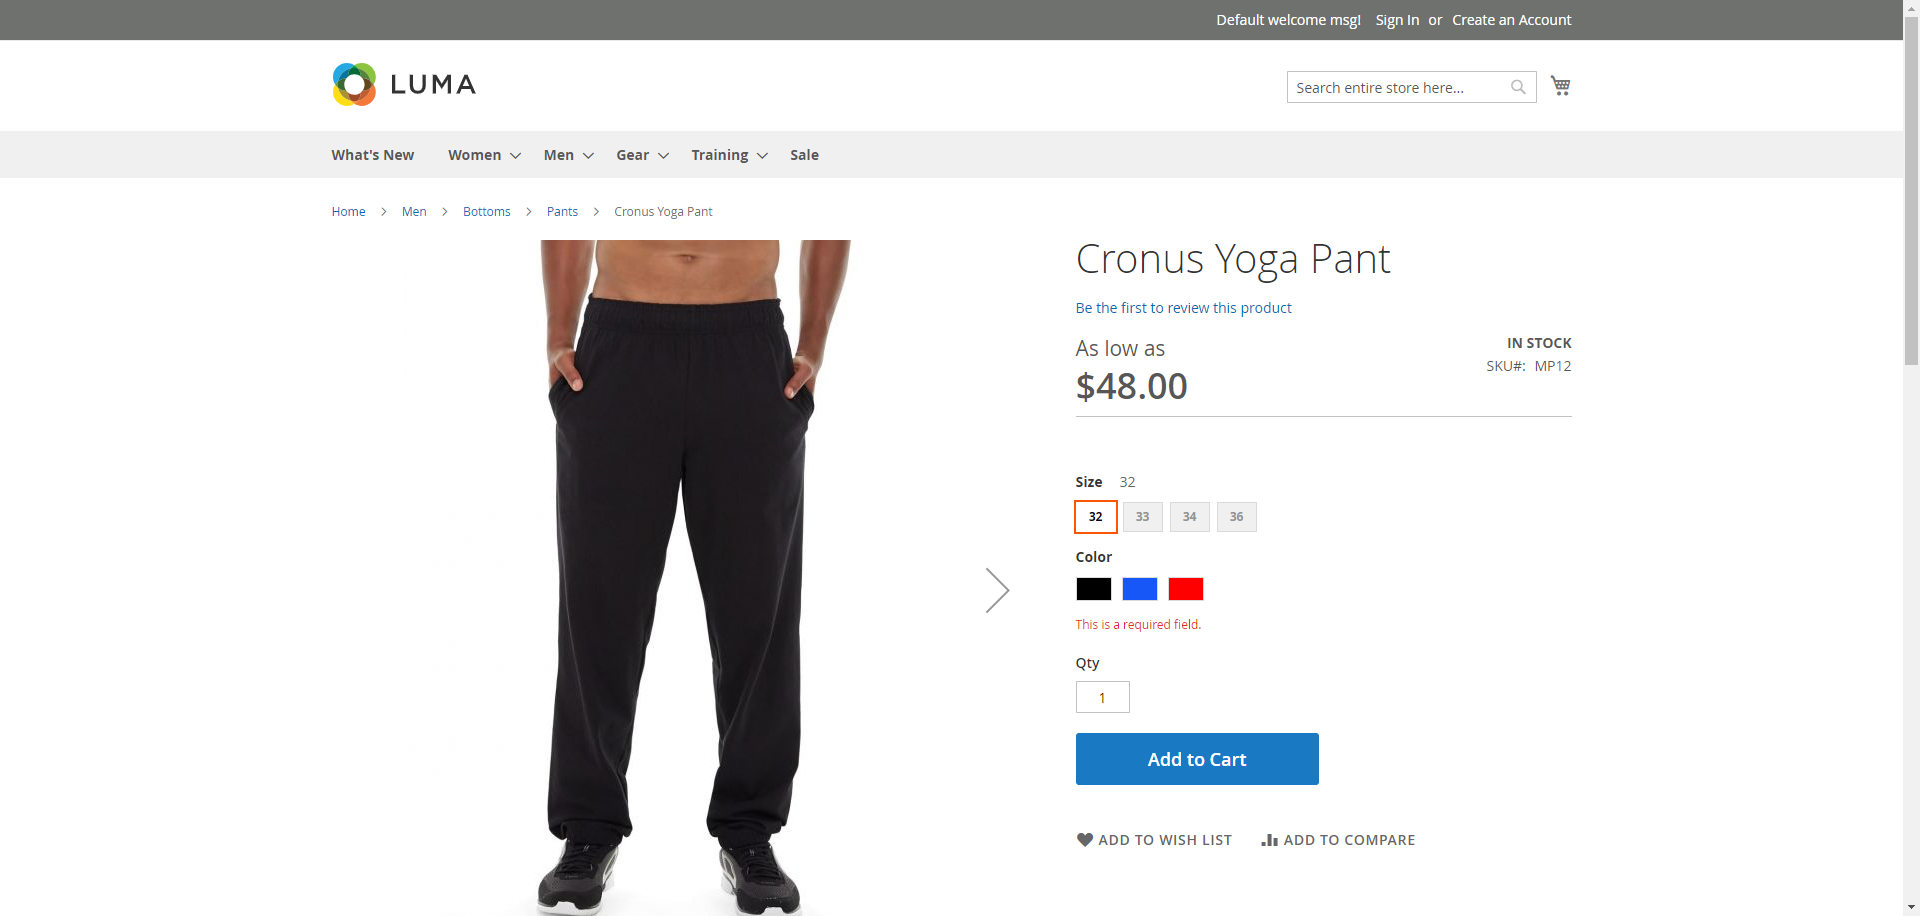 Default welcome msg! Sign In or Create an Account
LUMA
Search entire store here...
What's New Women Men Gear Training Sale
Home Men Bottoms Pants Cronus Yoga Pant
Cronus Yoga Pant
Be the first to review this product
As low as
$48.00
IN STOCK
SKU#: MP12
Size 32
32 33 34 36
Color
This is a required field.
Qty
1
Add to Cart
ADD TO WISH LIST ADD TO COMPARE